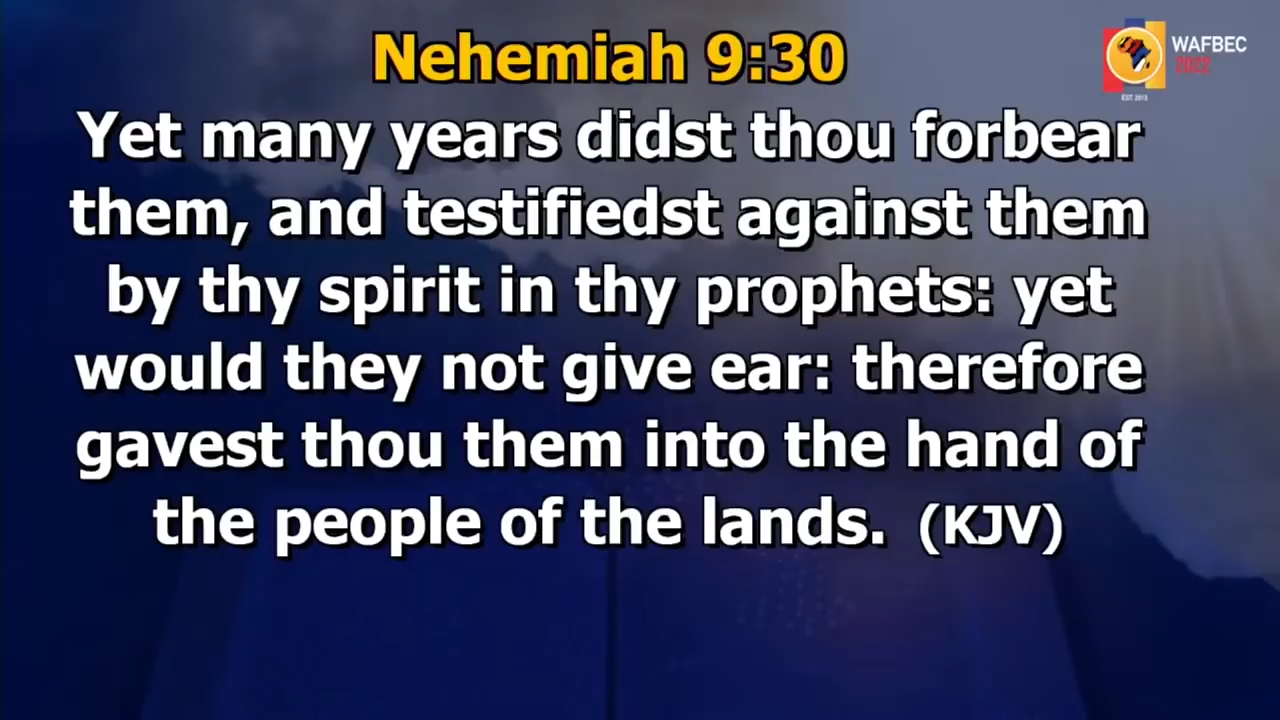 Nehemiah 9:30
WAFBEC
2022
EST. 2015
Yet many years didst thou forbear
them, and testifiedst against them
by thy spirit in thy prophets: yet
would they not give ear: therefore
gavest thou them into the hand of
the people of the lands. (KJV)